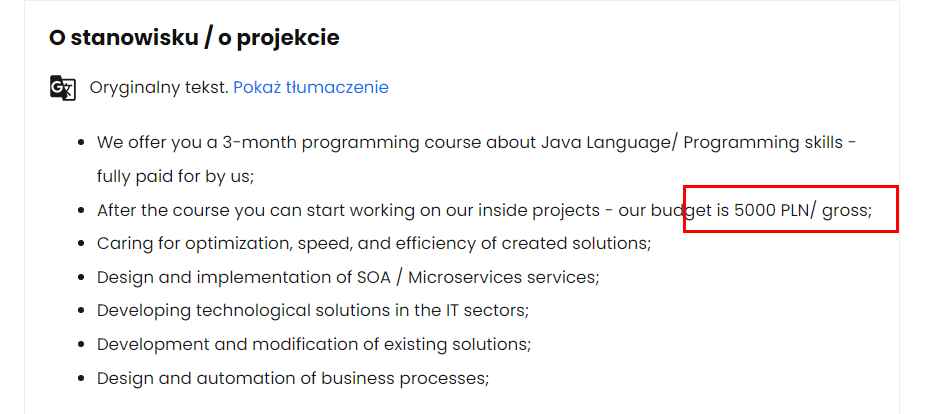 O stanowisku / o projekcie
Oryginalny tekst. Pokaż tłumaczenie
We offer you a 3-month programming course about Java Language/ Programming skills -
fully paid for by us;
After the course you can start working on our inside projects - our budget is 5000 PLN/ gross;
Caring for optimization, speed, and efficiency of created solutions;
Design and implementation of SOA / Microservices services;
Developing technological solutions in the IT sectors;
Development and modification of existing solutions;
Design and automation of business processes;